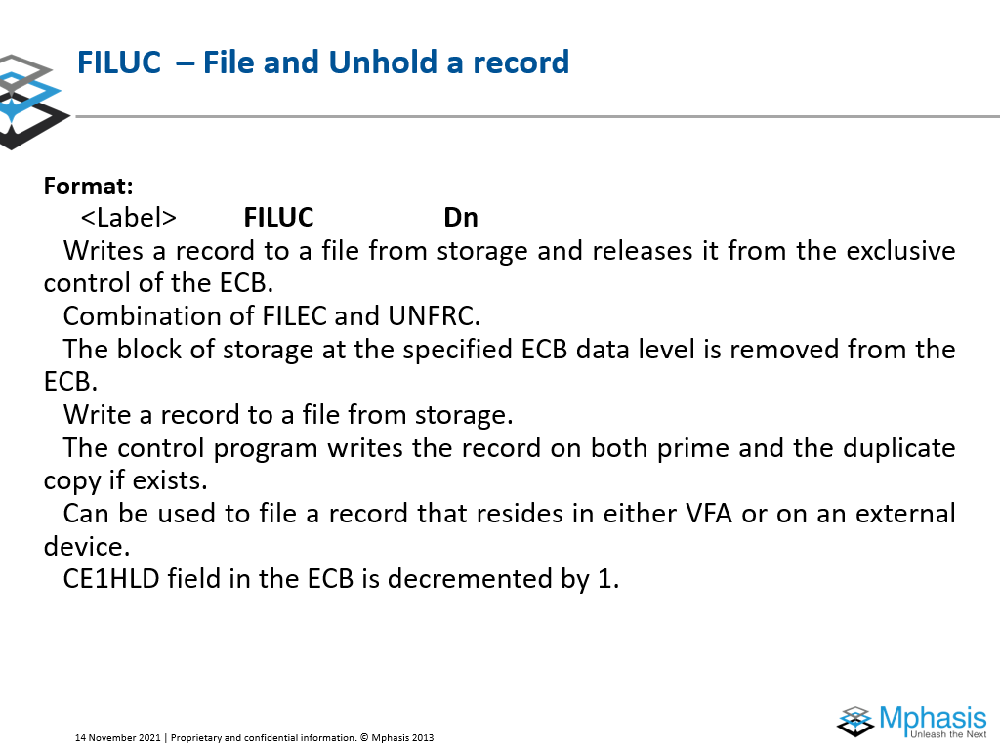 FILUC – File and Unhold a record
Format:
<Label> FILUC Dn
Writes a record to a file from storage and releases it from the exclusive
control of the ECB.
Combination of FILEC and UNFRC.
The block of storage at the specified ECB data level is removed from the
ECB.
Write a record to a file from storage.
The control program writes the record on both prime and the duplicate
copy if exists.
Can be used to file a record that resides in either VFA or on an external
device.
CE1HLD field in the ECB is decremented by 1.
14 November 2021 | Proprietary and confidential information. © Mphasis 2013
Mphasis
Unleash the Next